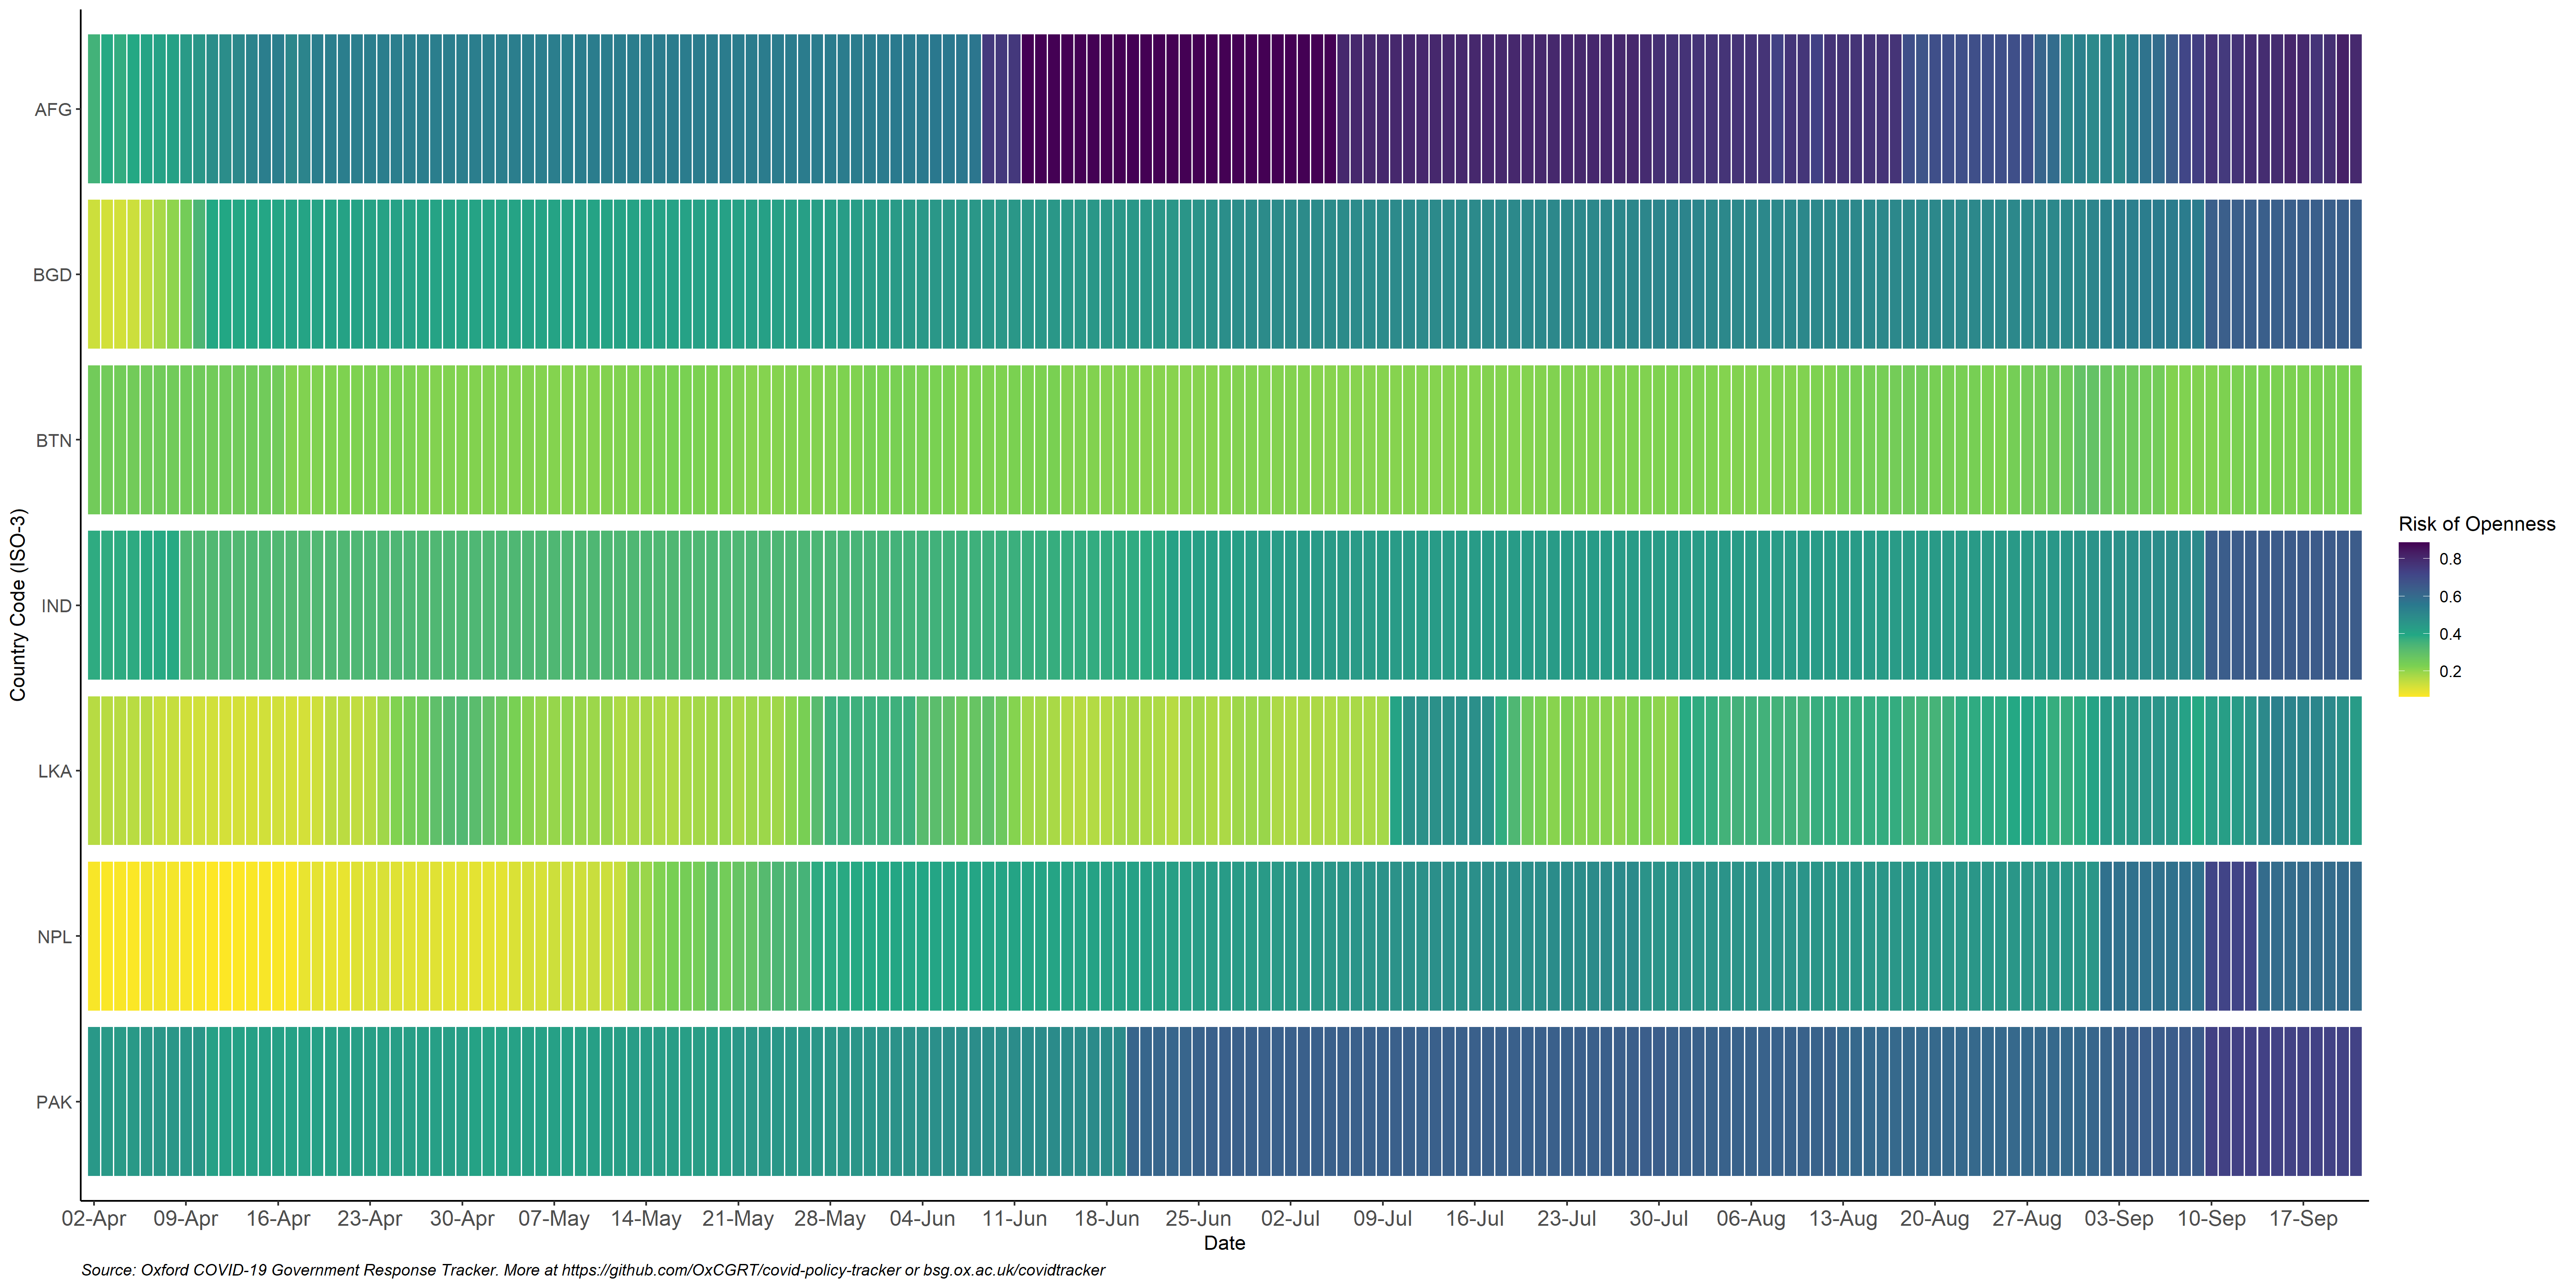 AFG
BGD
BTN
IND
LKA
NPL
PAK
Country Code (ISO-3)
Risk of Openness
0.8
0.6
0.4
0.2
02-Apr 09-Apr 16-Apr 23-Apr 30-Apr 07-May 14-May 21-May 28-May 04-Jun 11-Jun 18-Jun 25-Jun 02-Jul 09-Jul 16-Jul 23-Jul 30-Jul 06-Aug 13-Aug 20-Aug 27-Aug 03-Sep 10-Sep 17-Sep
Date
Source: Oxford COVID-19 Government Response Tracker. More at https://github.com/OxCGRT/covid-policy-tracker or bsg.ox.ac.uk/covidtracker